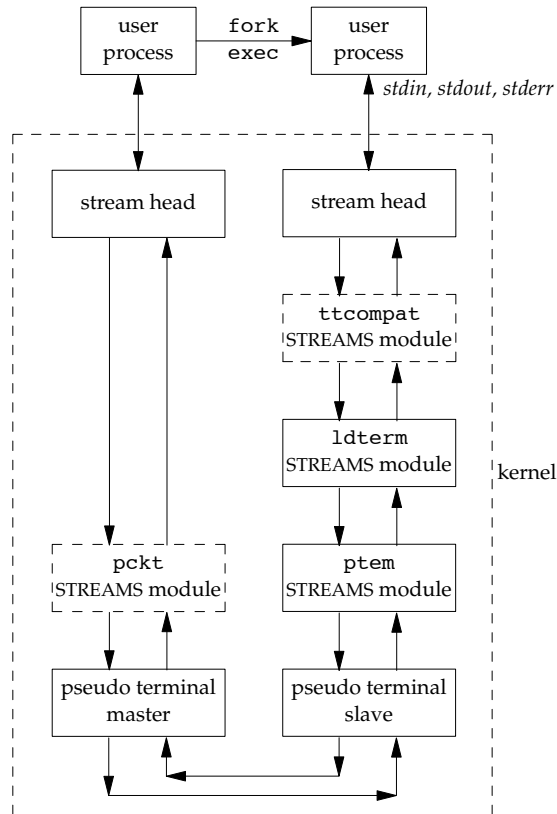 user
process
fork
exec
user
process
stdin, stdout, stderr
stream head
stream head
ttcompat
STREAMS module
ldterm
STREAMS module
kernel
pckt
STREAMS module
ptem
STREAMS module
pseudo terminal
master
pseudo terminal
slave